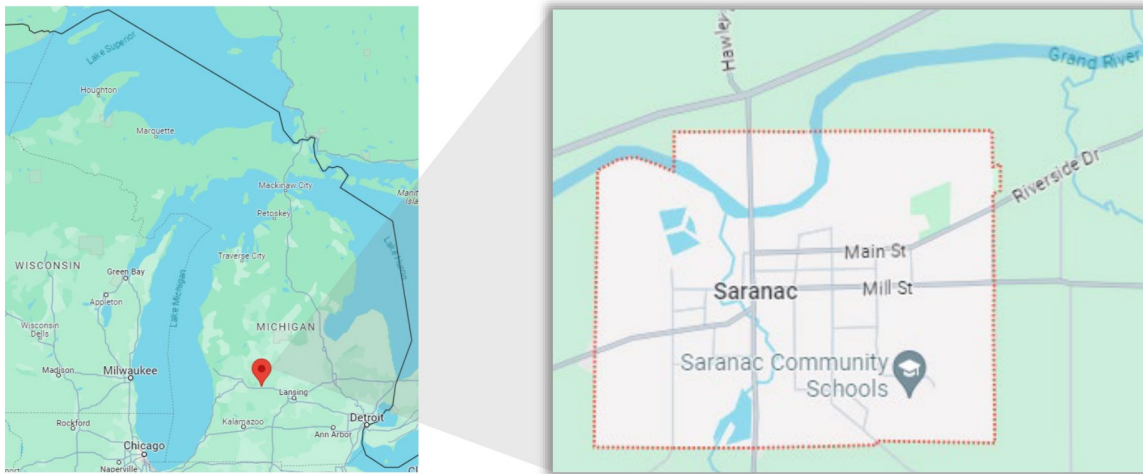 Lake Superior
Houghton
Marquette
Mackinaw City
Petoskey
Traverse City
WISCONSIN
Green Bay
Appleton
Lake Michigan
Wisconsin
Dells
MICHIGAN
Madison
Milwaukee
Lansing
Rockford
Kalamazoo
Detroit
Ann Arbor
Chicago
Naperville
Grand River
Riverside Dr
Main St
Mill St
Saranac
Saranac Community
Schools